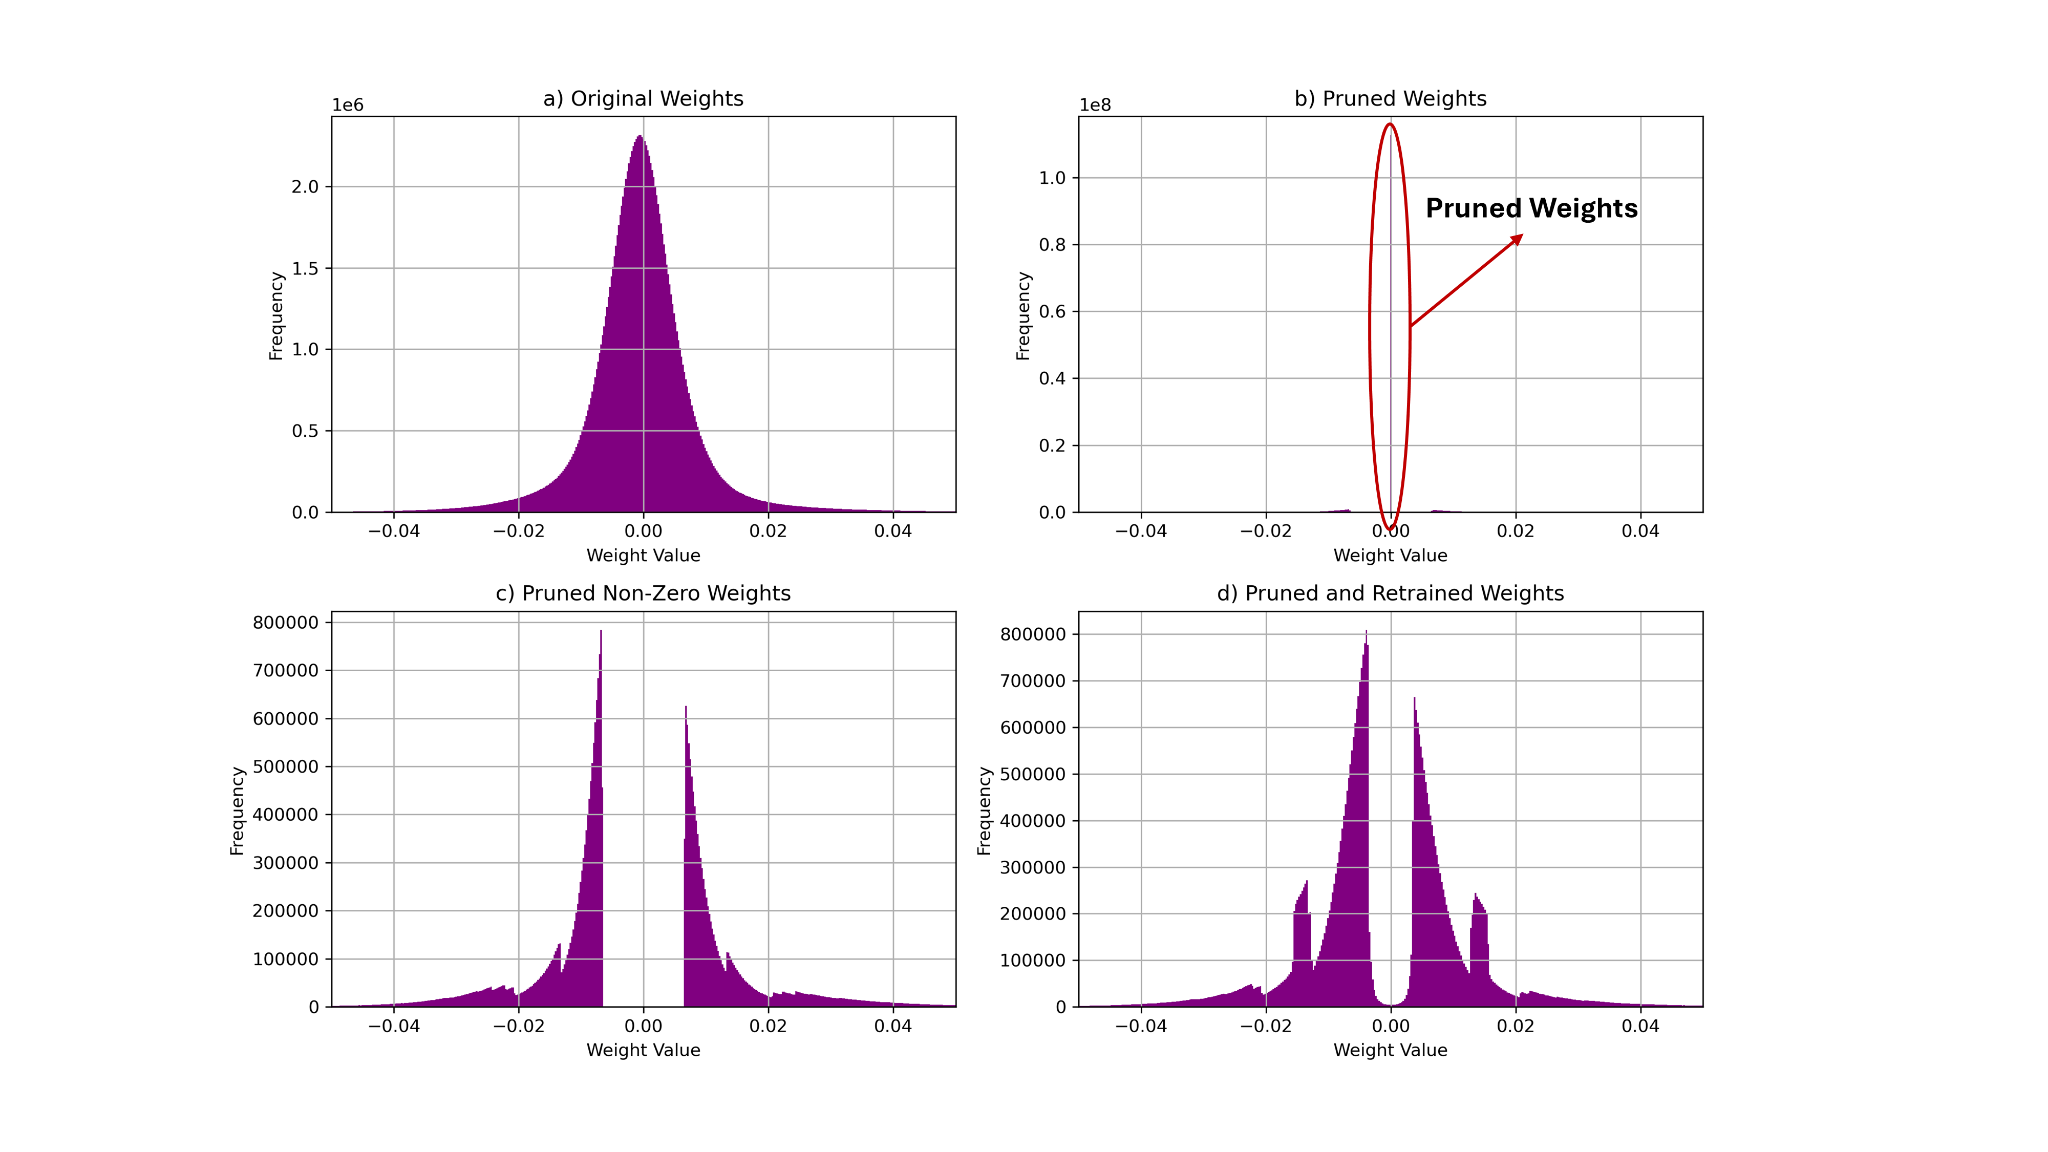 a) Original Weights
1e6
2.0
1.5
1.0
0.5
0.0
Frequency
−0.04 −0.02 0.00 0.02 0.04
Weight Value
b) Pruned Weights
1e8
1.0
0.8
0.6
0.4
0.2
0.0
Frequency
Pruned Weights
−0.04 −0.02 0.00 0.02 0.04
Weight Value
c) Pruned Non-Zero Weights
800000
700000
600000
500000
400000
300000
200000
100000
0
Frequency
−0.04 −0.02 0.00 0.02 0.04
Weight Value
d) Pruned and Retrained Weights
800000
700000
600000
500000
400000
300000
200000
100000
0
Frequency
−0.04 −0.02 0.00 0.02 0.04
Weight Value